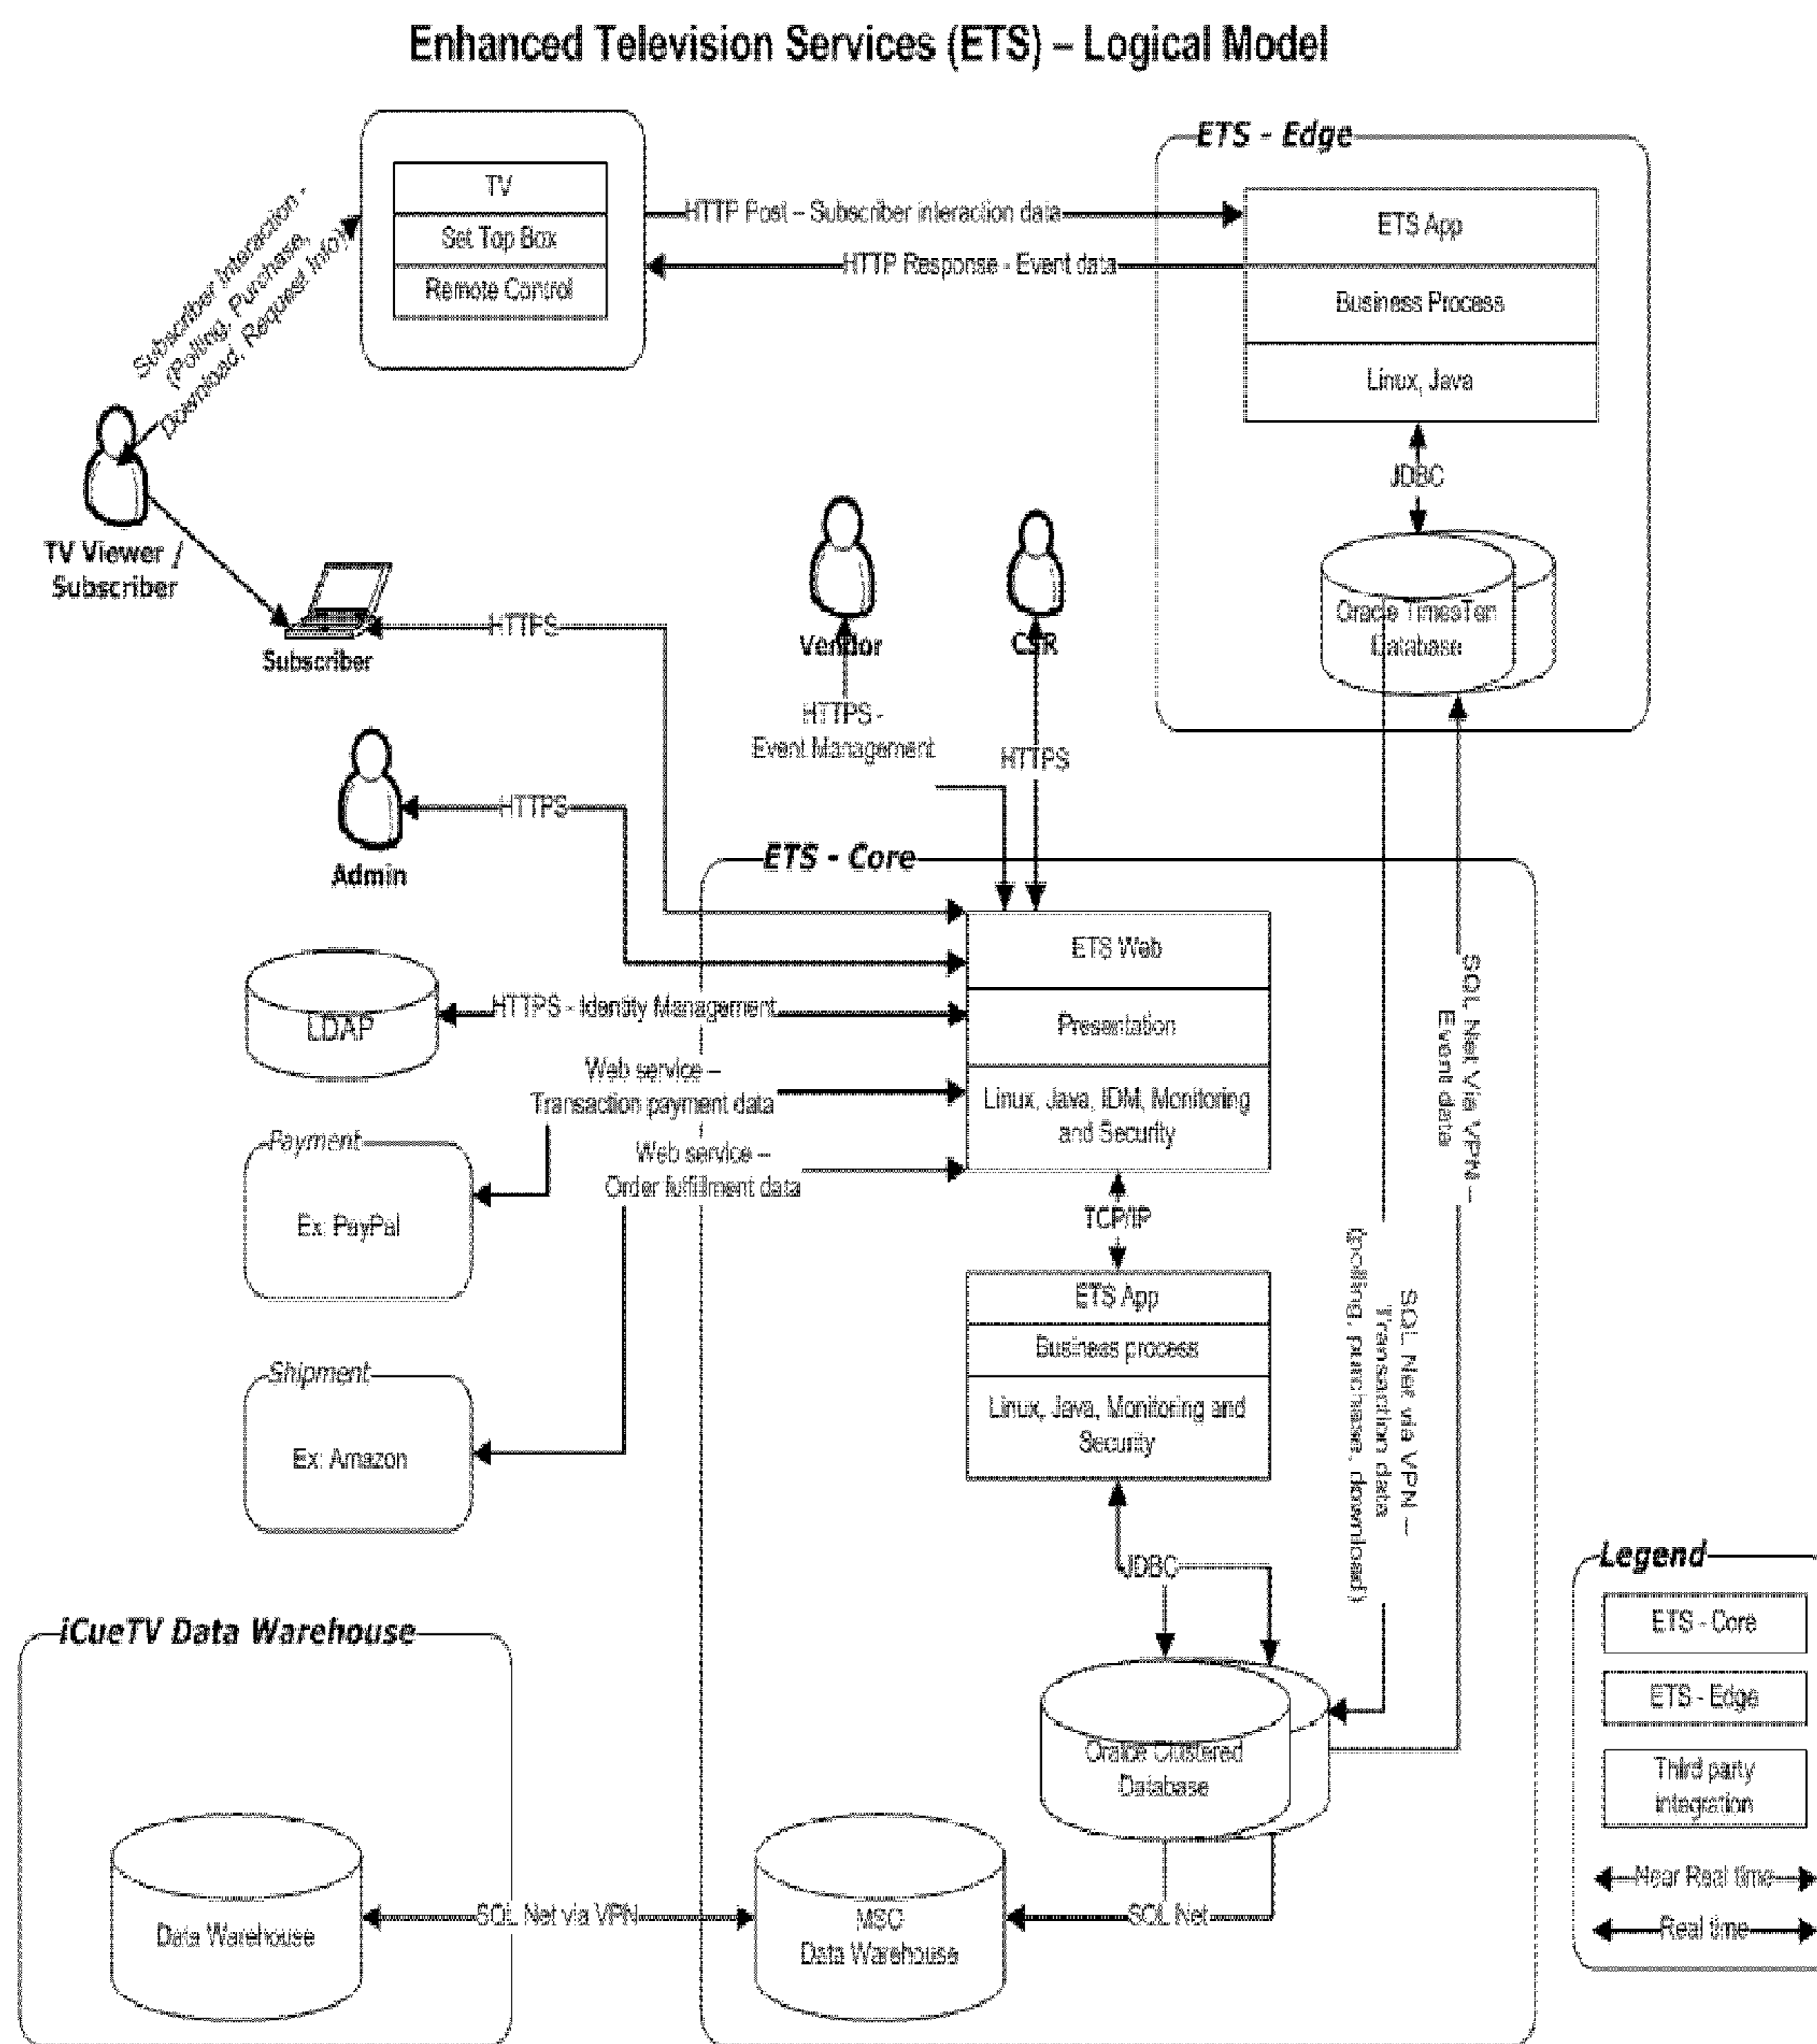 Enhanced Television Services (ETS) – Logical Model
ETS - Edge
TV
Set Top Box
Remote Control
HTTP Post – Subscriber interaction data
HTTP Response - Event data
ETS App
Business Process
Linux, Java
Subscriber Interaction -
(Polling, Purchase,
Download, Request Info)
JDBC
TV Viewer /
Subscriber
Oracle TimesTen
Database
Subscriber
HTTPS
Vendor
CSR
HTTPS -
Event Management
HTTPS
Admin
HTTPS
ETS - Core
ETS Web
Presentation
Linux, Java, IDM, Monitoring
and Security
LDAP
HTTPS - Identity Management
Web service –
Transaction payment data
Payment
Ex: PayPal
Web service –
Order fulfillment data
SQL Net Via VPN –
Event data
TCP/IP
ETS App
Business process
Linux, Java, Monitoring and
Security
Shipment
Ex: Amazon
SQL Net via VPN –
Transaction data
(polling, purchase, download)
JDBC
Legend
ETS - Core
ETS - Edge
Third party
integration
Near Real time
Real time
iCueTV Data Warehouse
Oralce Clustered
Database
Data Warehouse
SQL Net via VPN
MSO
Data Warehouse
SQL Net